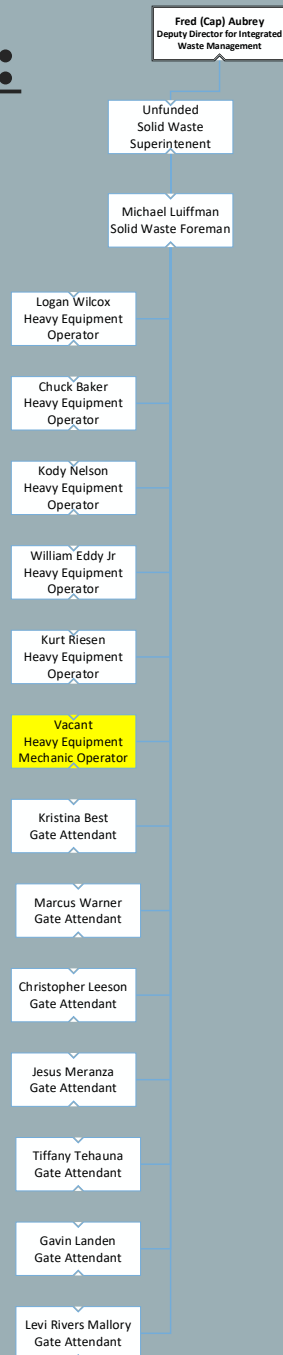 Fred (Cap) Aubrey
Deputy Director for Integrated
Waste Management
Unfunded
Solid Waste
Superintenent
Michael Luiffman
Solid Waste Foreman
Logan Wilcox
Heavy Equipment
Operator
Chuck Baker
Heavy Equipment
Operator
Kody Nelson
Heavy Equipment
Operator
William Eddy Jr
Heavy Equipment
Operator
Kurt Riesen
Heavy Equipment
Operator
Vacant
Heavy Equipment
Mechanic Operator
Kristina Best
Gate Attendant
Marcus Warner
Gate Attendant
Christopher Leeson
Gate Attendant
Jesus Meranza
Gate Attendant
Tiffany Tehauna
Gate Attendant
Gavin Landen
Gate Attendant
Levi Rivers Mallory
Gate Attendant